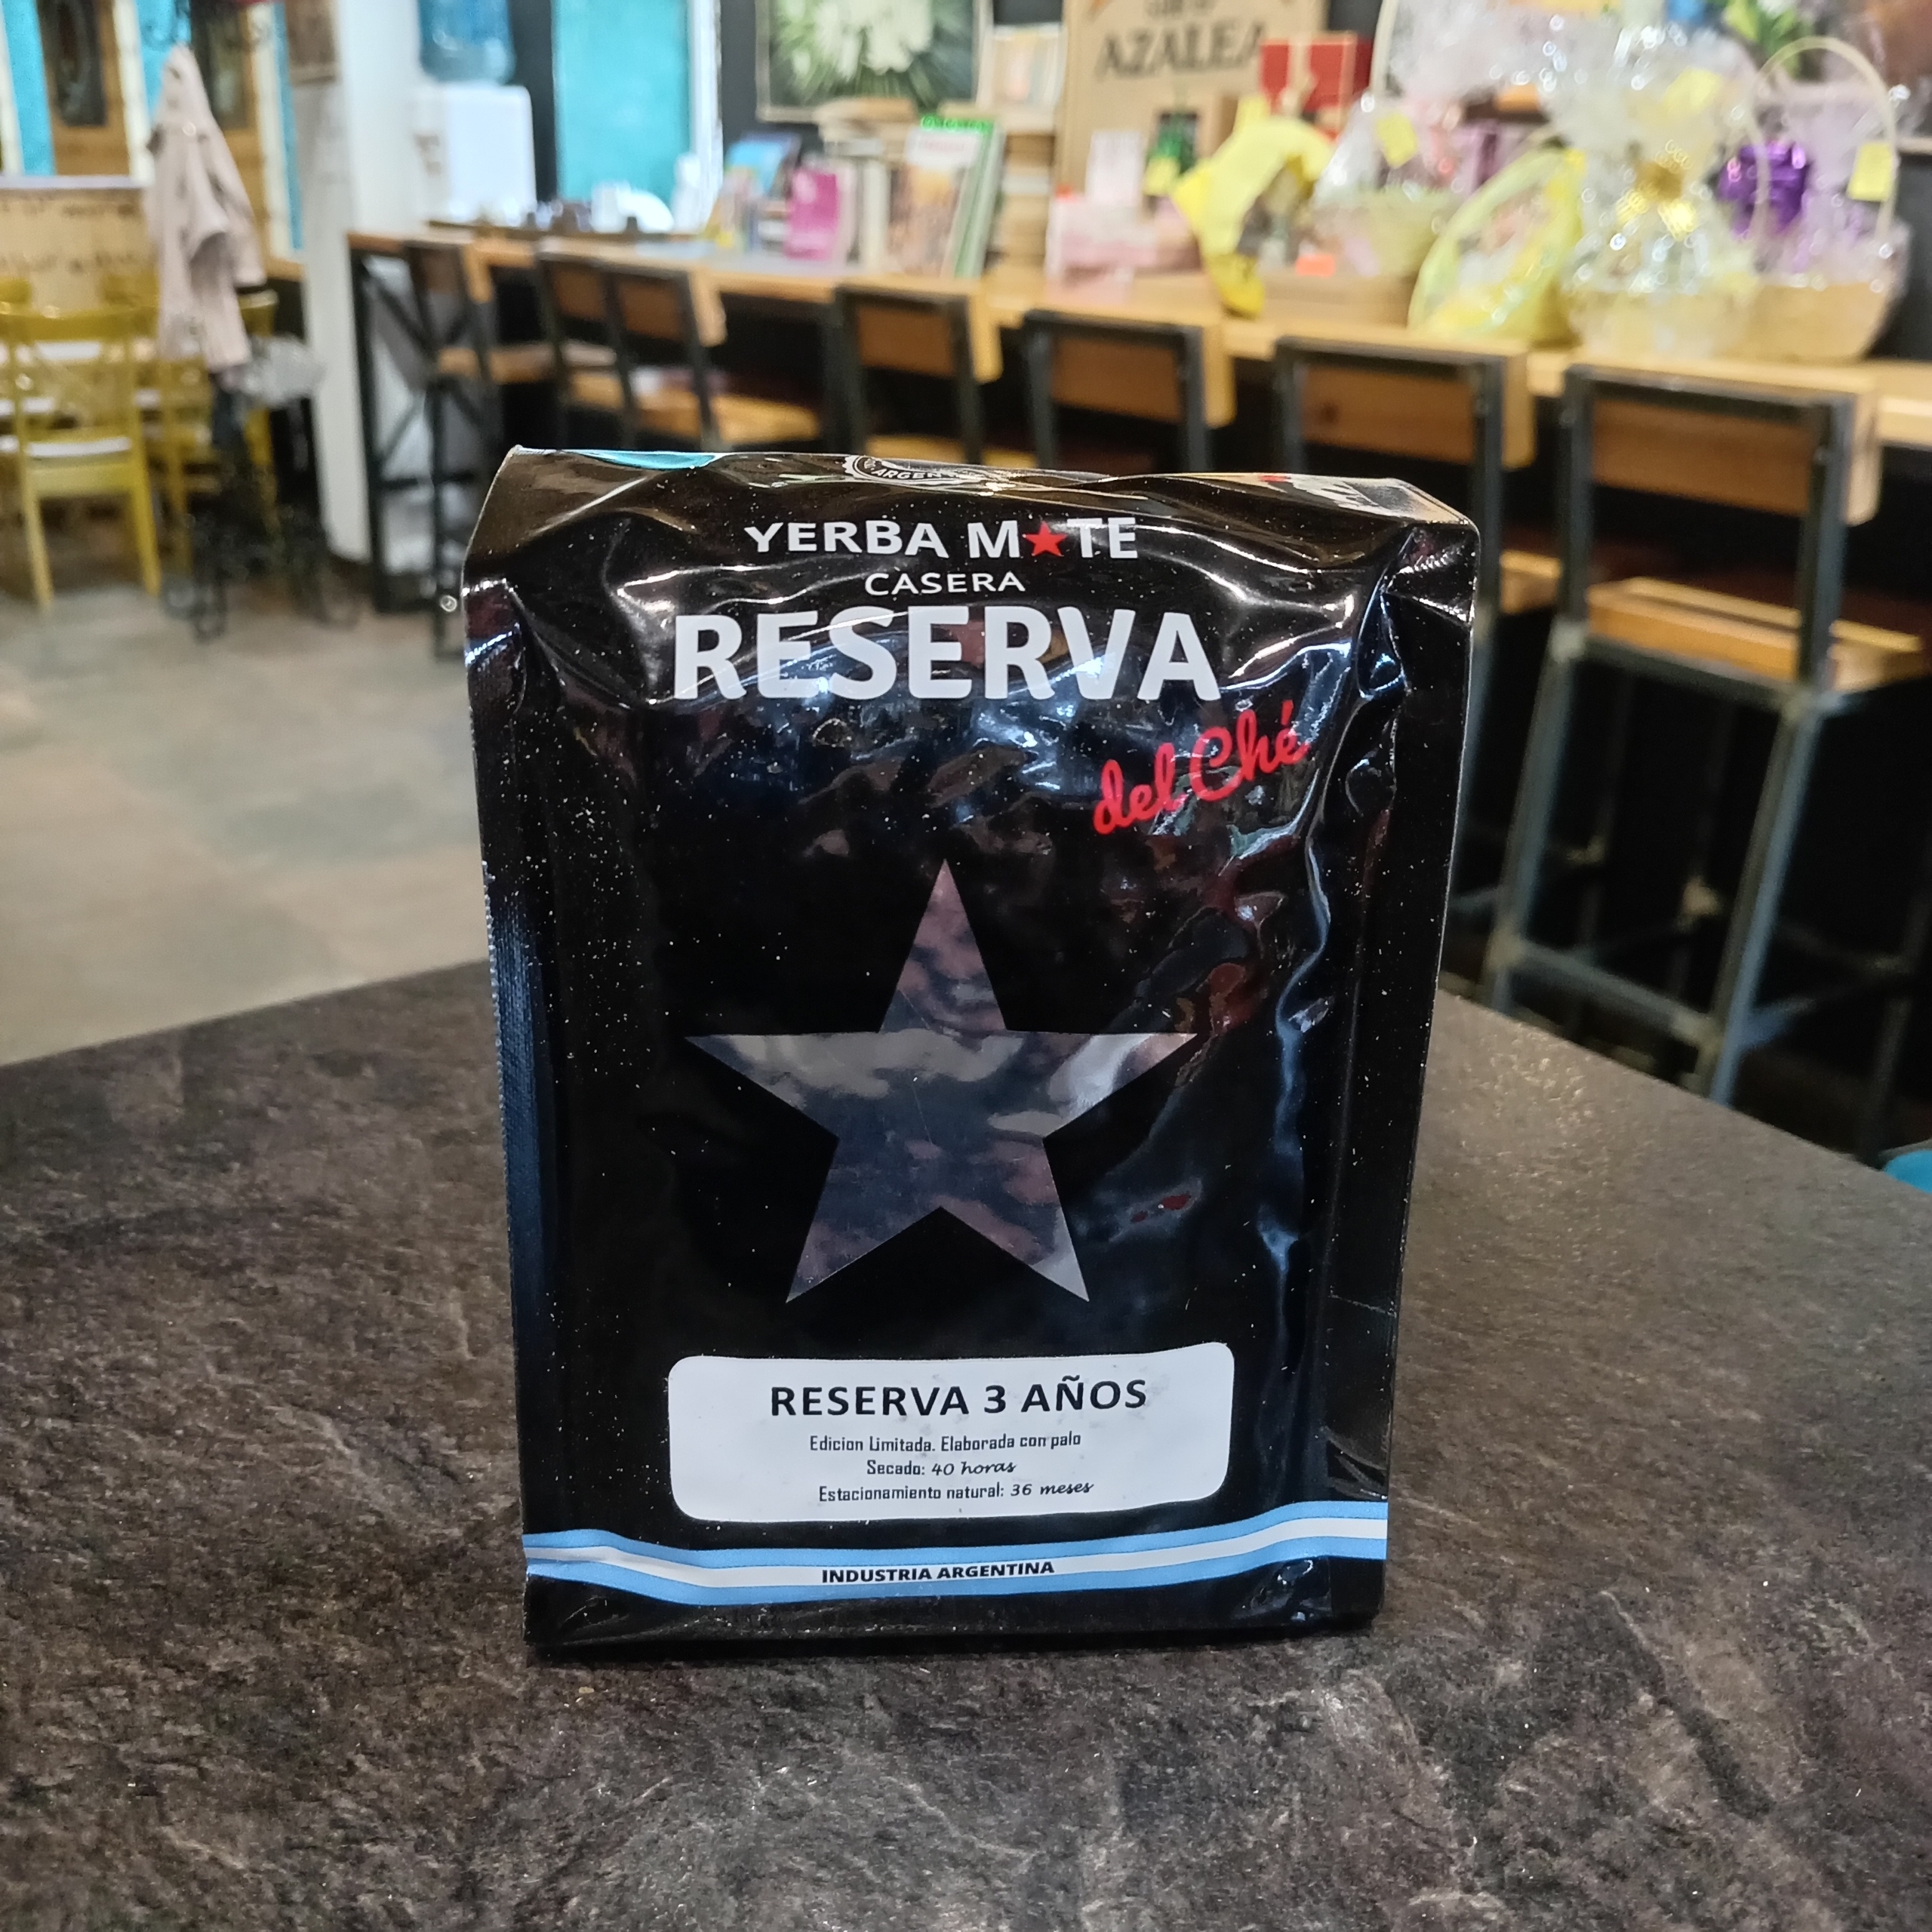 AZALEA
ARGEN
YERBA M★TE
CASERA
RESERVA
del Ché
RESERVA 3 AÑOS
Edicion Limitada. Elaborada con palo
Secado: 40 horas
Estacionamiento natural: 36 meses
INDUSTRIA ARGENTINA